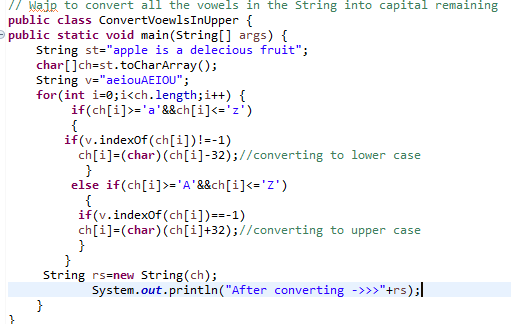 // Wajp to convert all the vowels in the String into capital remaining
public class ConvertVoewlsInUpper {
public static void main(String[] args) {
String st="apple is a delecious fruit";
char[]ch=st.toCharArray();
String v="aeiouAEIOU";
for(int i=0;i<ch.length;i++) {
if(ch[i]>='a'&&ch[i]<='z')
{
if(v.indexOf(ch[i])!=-1)
ch[i]=(char)(ch[i]-32);//converting to lower case
}
else if(ch[i]>='A'&&ch[i]<='Z')
{
if(v.indexOf(ch[i])==-1)
ch[i]=(char)(ch[i]+32);//converting to upper case
}
}
String rs=new String(ch);
System.out.println("After converting ->>>"+rs);
}
}